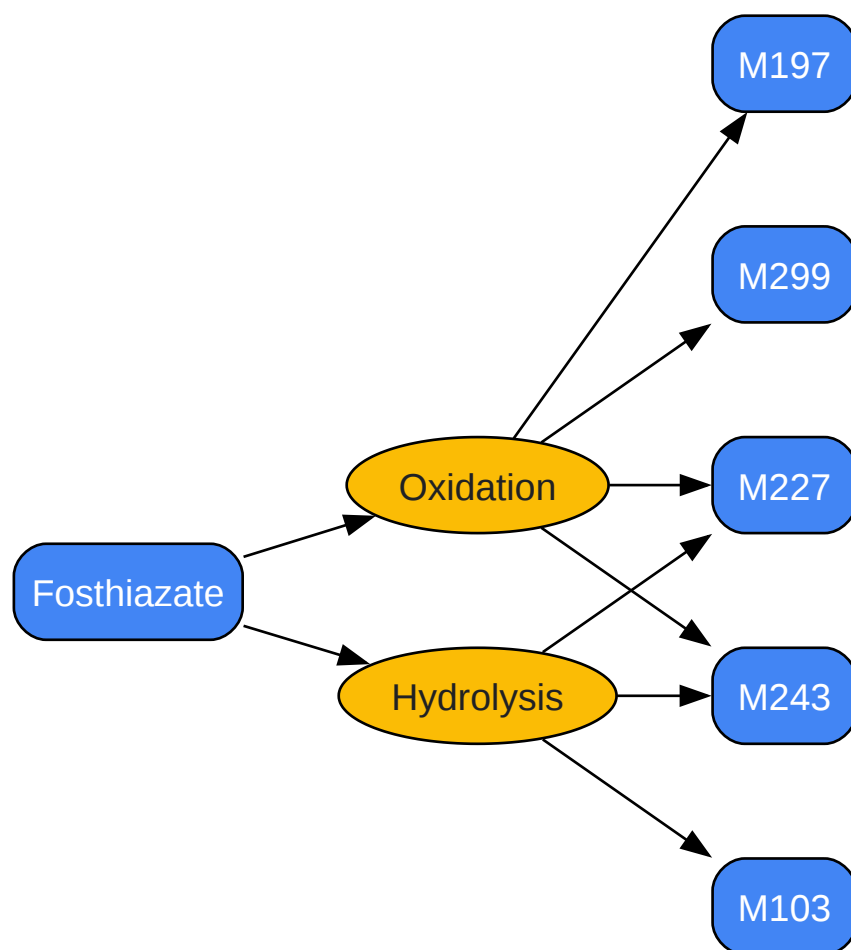 M197
M299
Oxidation
M227
Fosthiazate
Hydrolysis
M243
M103